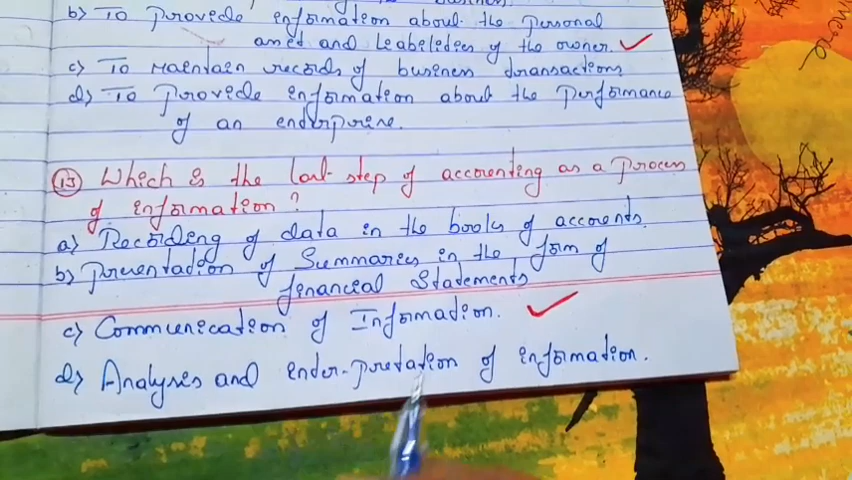 b) To provide information about the personal
asset and leabeleties of the owner.
c) To Maintain records of business transactions
d) To provide information about the performance
of an enterprise.
13 Which is the last step of accounting as a process
of information?
a) Recording of data in the books of accounts.
b) Presentation of Summaries in the form of
financial Statements
c) Communication of Information.
d) Analyses and inter-pretation of information.